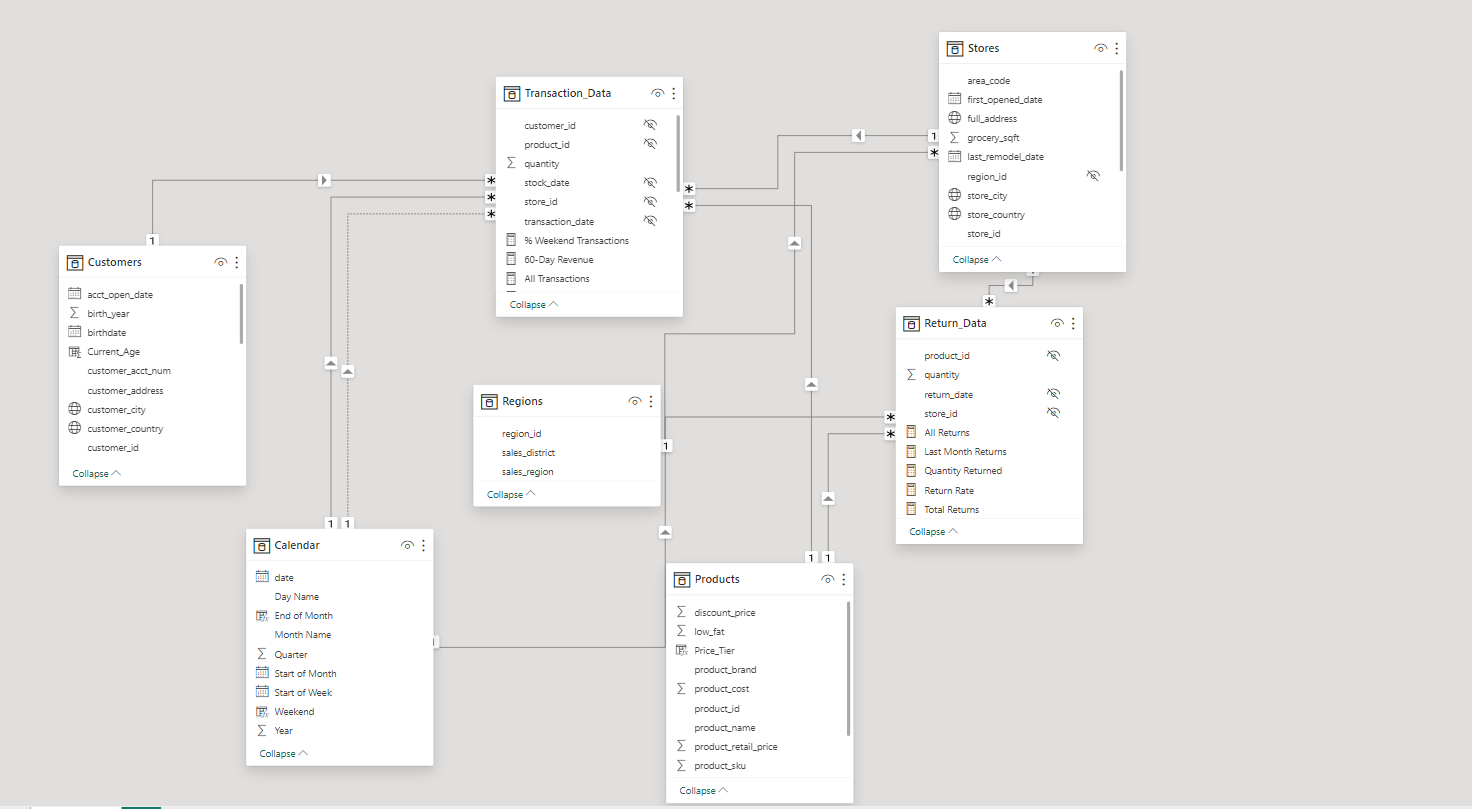 Stores
area_code
first_opened_date
full_address
grocery_sqft
last_remodel_date
region_id
store_city
store_country
store_id
Collapse
Transaction_Data
customer_id
product_id
quantity
stock_date
store_id
transaction_date
% Weekend Transactions
60-Day Revenue
All Transactions
Collapse
1
*
*
*
*
*
*
1
Customers
acct_open_date
birth_year
birthdate
Current_Age
customer_acct_num
customer_address
customer_city
customer_country
customer_id
Collapse
*
Return_Data
product_id
quantity
return_date
store_id
All Returns
Last Month Returns
Quantity Returned
Return Rate
Total Returns
Collapse
Regions
region_id
sales_district
sales_region
Collapse
1
*
*
1 1
Calendar
date
Day Name
End of Month
Month Name
Quarter
Start of Month
Start of Week
Weekend
Year
Collapse
1 1
Products
discount_price
low_fat
Price_Tier
product_brand
product_cost
product_id
product_name
product_retail_price
product_sku
Collapse